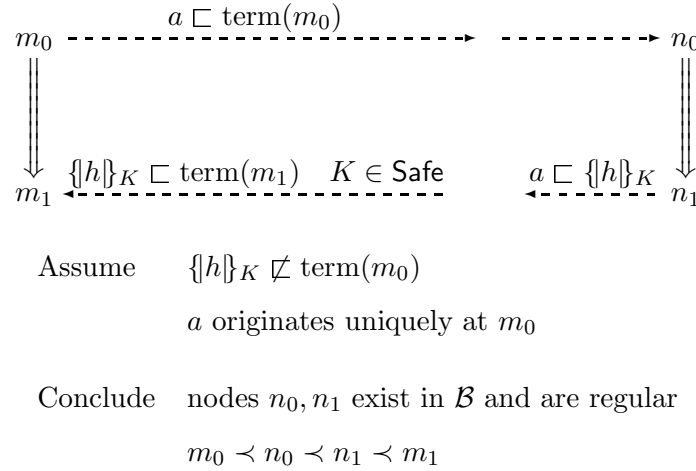 a ⊏ term(m₀)
m₀ n₀
{|h|}_K ⊏ term(m₁) K ∈ Safe a ⊏ {|h|}_K
m₁ n₁
Assume {|h|}_K ⊏̸ term(m₀)
a originates uniquely at m₀
Conclude nodes n₀, n₁ exist in ℬ and are regular
m₀ ≺ n₀ ≺ n₁ ≺ m₁